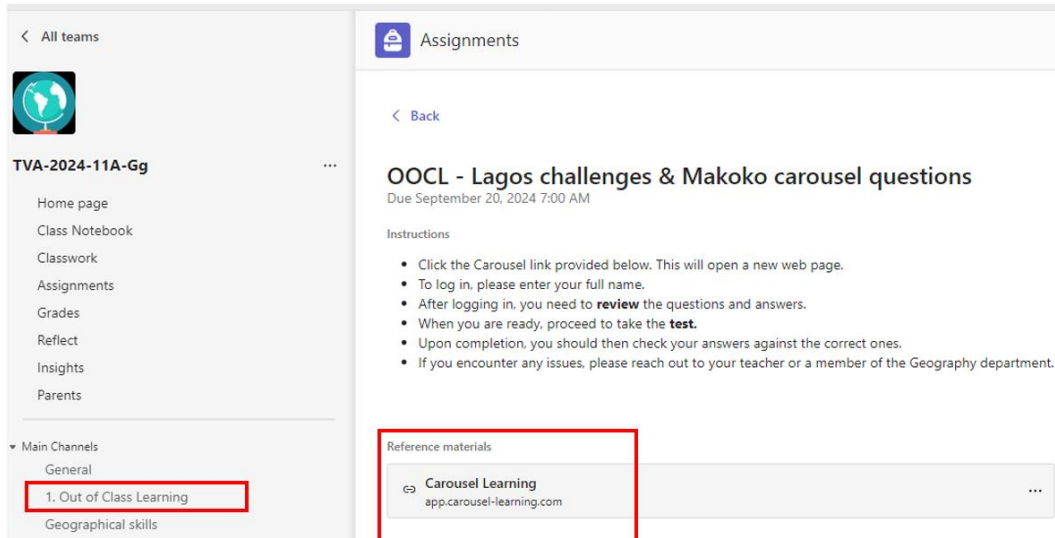 All teams
TVA-2024-11A-Gg
...
Home page
Class Notebook
Classwork
Assignments
Grades
Reflect
Insights
Parents
Main Channels
General
1. Out of Class Learning
Geographical skills
Assignments
Back
OOCL - Lagos challenges & Makoko carousel questions
Due September 20, 2024 7:00 AM
Instructions
• Click the Carousel link provided below. This will open a new web page.
• To log in, please enter your full name.
• After logging in, you need to review the questions and answers.
• When you are ready, proceed to take the test.
• Upon completion, you should then check your answers against the correct ones.
• If you encounter any issues, please reach out to your teacher or a member of the Geography department.
Reference materials
Carousel Learning
app.carousel-learning.com
...